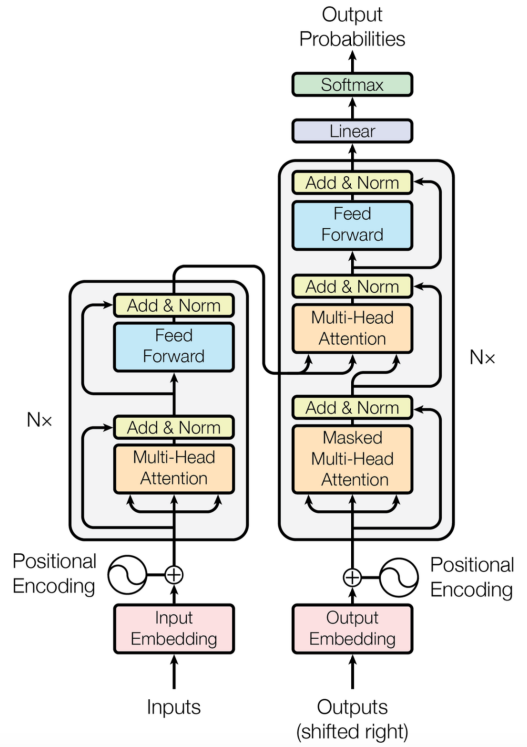 Output
Probabilities
Softmax
Linear
Add & Norm
Feed
Forward
Add & Norm
Multi-Head
Attention
Add & Norm
Masked
Multi-Head
Attention
N×
Add & Norm
Feed
Forward
Add & Norm
Multi-Head
Attention
N×
Positional
Encoding
Positional
Encoding
Input
Embedding
Output
Embedding
Inputs
Outputs
(shifted right)